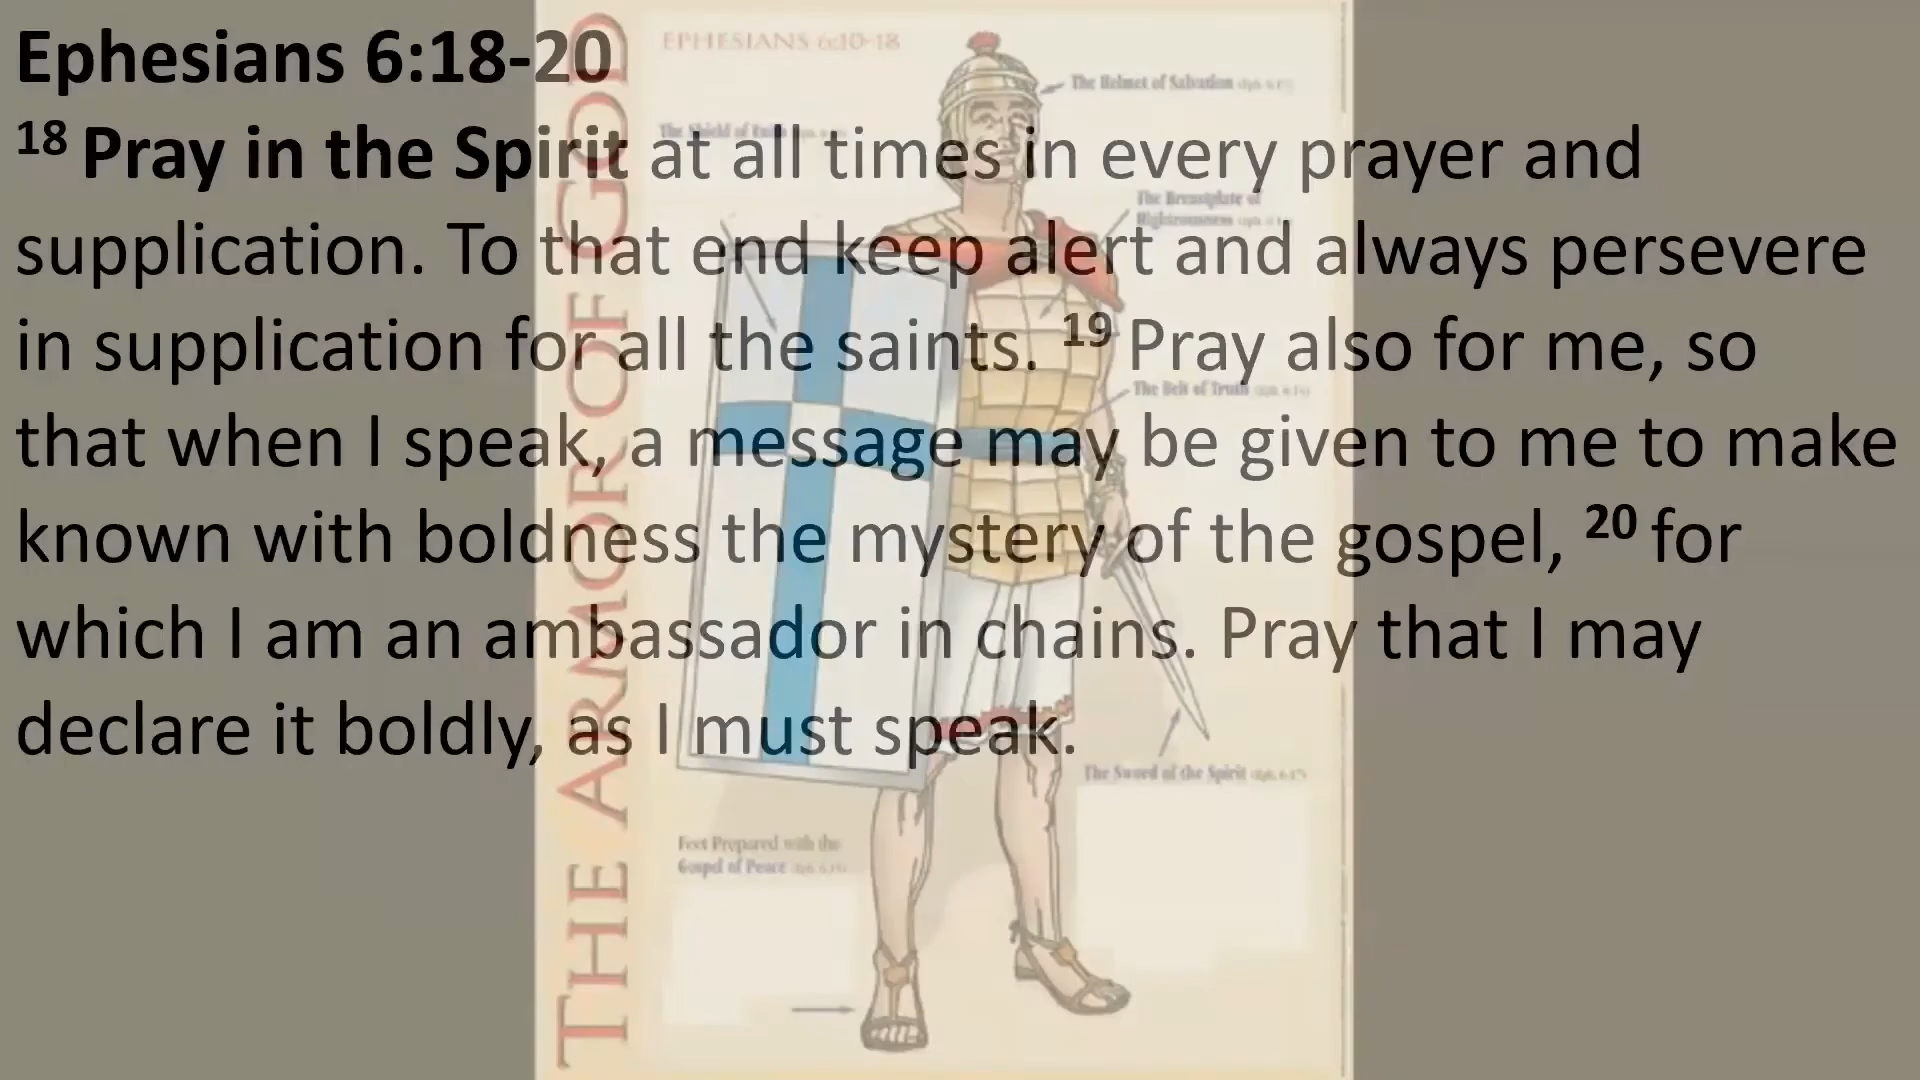 Ephesians 6:18-20
18 Pray in the Spirit at all times in every prayer and
supplication. To that end keep alert and always persevere
in supplication for all the saints. 19 Pray also for me, so
that when I speak, a message may be given to me to make
known with boldness the mystery of the gospel, 20 for
which I am an ambassador in chains. Pray that I may
declare it boldly, as I must speak.
THE ARMOR OF GOD
EPHESIANS 6:10-18
The Helmet of Salvation
The Shield of Faith
The Breastplate of
Righteousness
The Belt of Truth
The Sword of the Spirit
Feet Prepared with the
Gospel of Peace